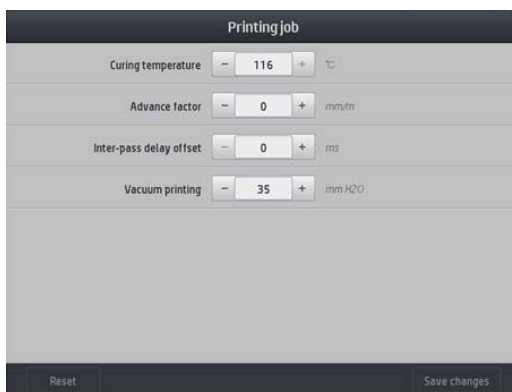 Printing job
Curing temperature - 116 + °C
Advance factor - 0 + mm/m
Inter-pass delay offset - 0 + ms
Vacuum printing - 35 + mm H2O
Reset Save changes